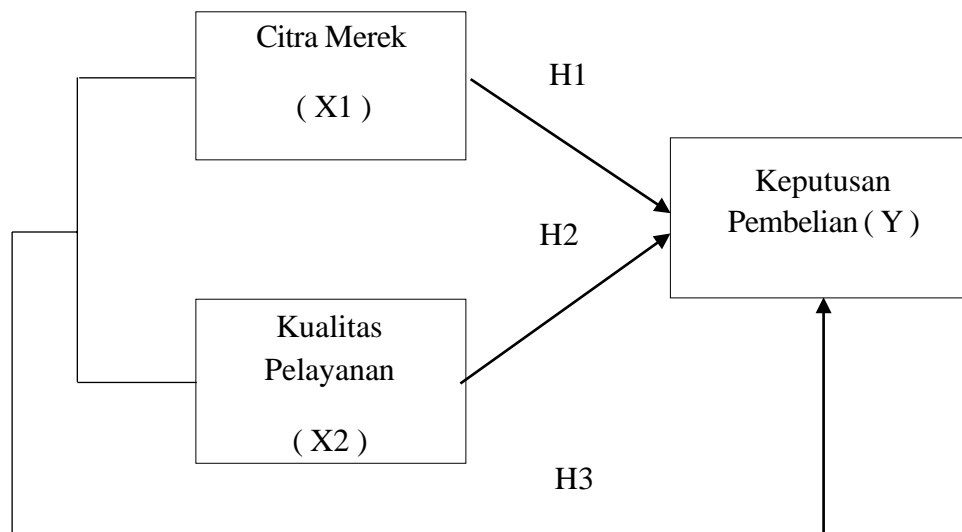 Citra Merek
( X1 )
H1
Keputusan
Pembelian ( Y )
H2
Kualitas
Pelayanan
( X2 )
H3